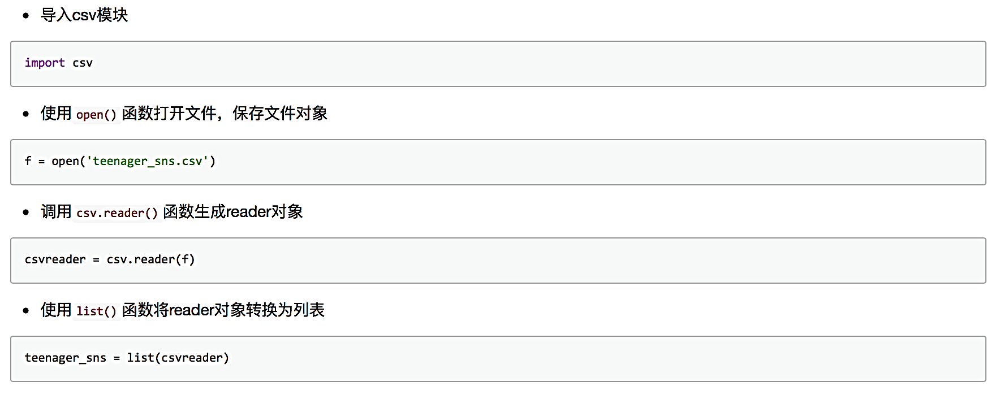 导入csv模块
import csv
使用 open() 函数打开文件，保存文件对象
f = open('teenager_sns.csv')
调用 csv.reader() 函数生成reader对象
csvreader = csv.reader(f)
使用 list() 函数将reader对象转换为列表
teenager_sns = list(csvreader)